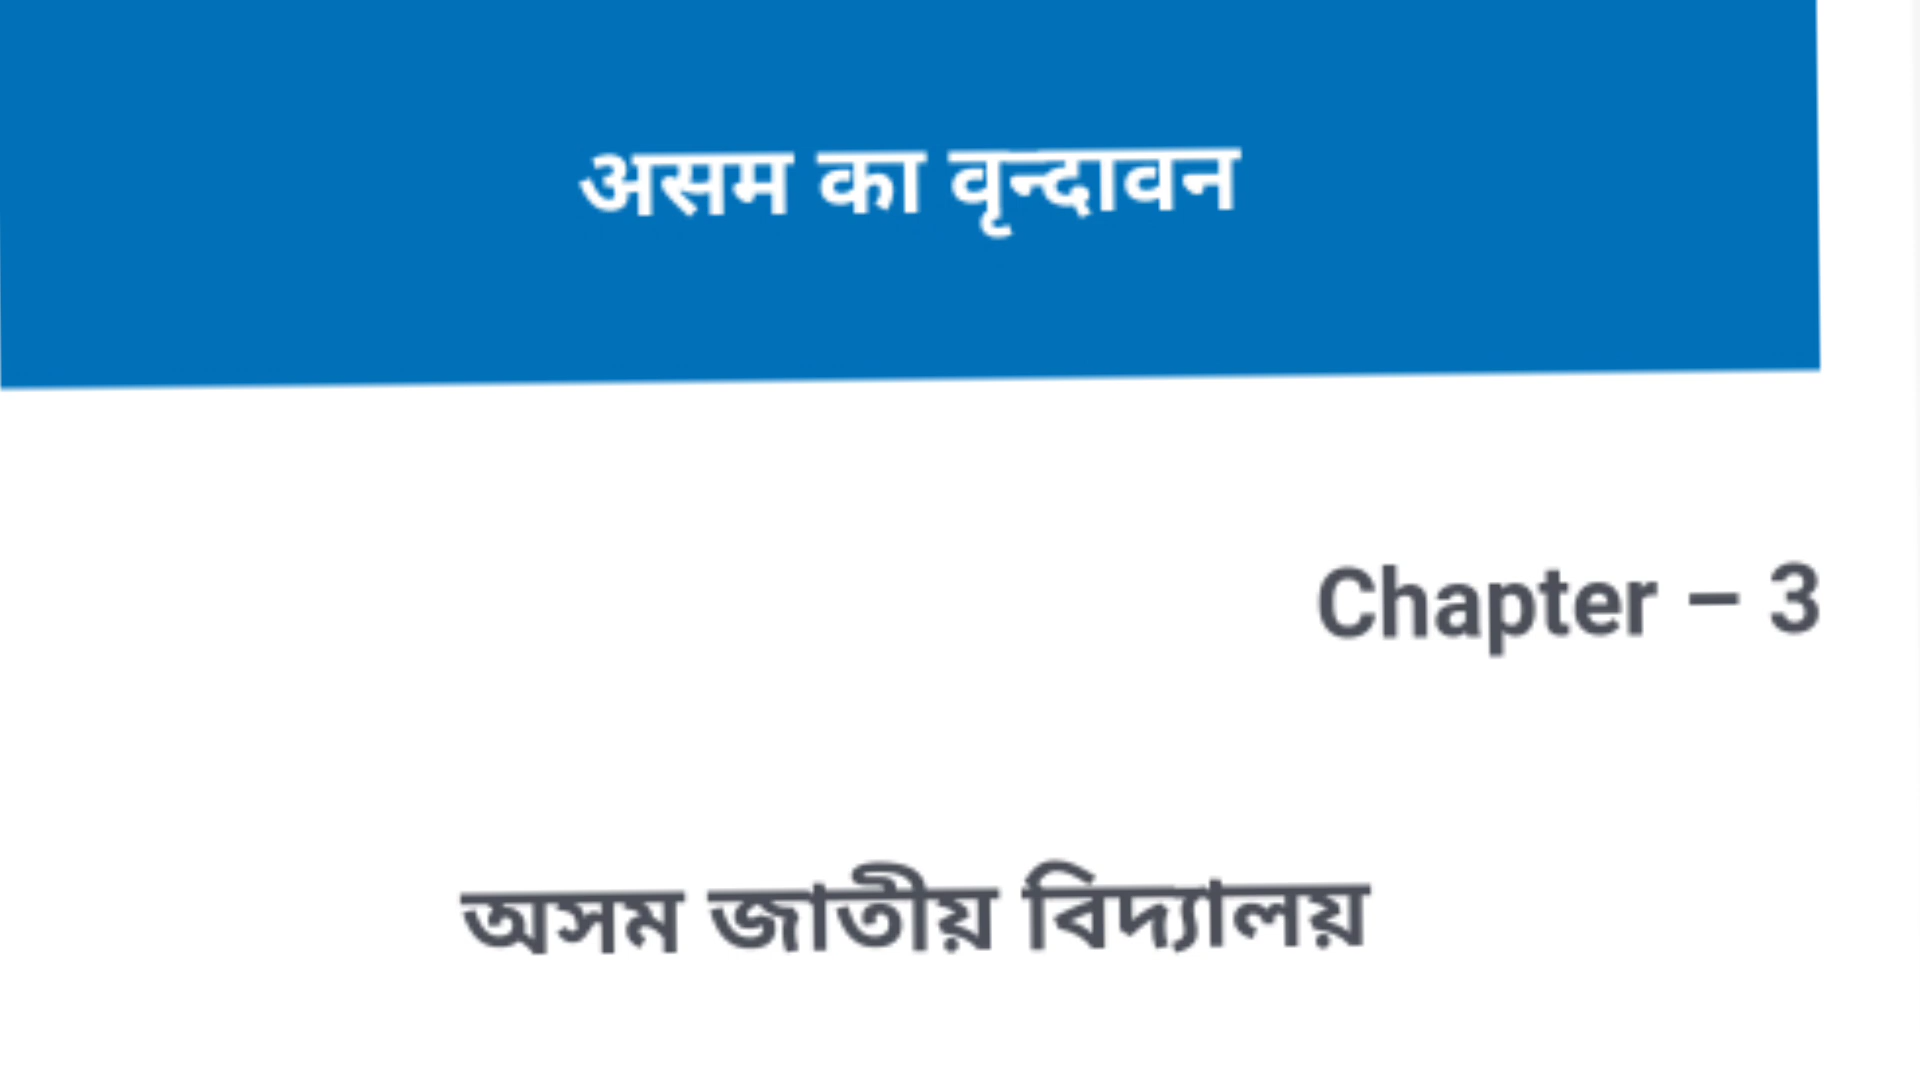 असम का वृन्दावन
Chapter – 3
অসম জাতীয় বিদ্যালয়